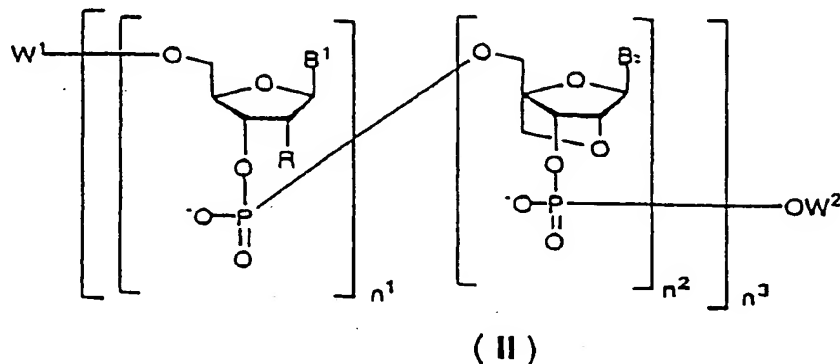 W¹ O O B¹ O O B₂
R O O
O O
⁻O P ⁻O P OW²
O O
n¹ n² n³
(II)